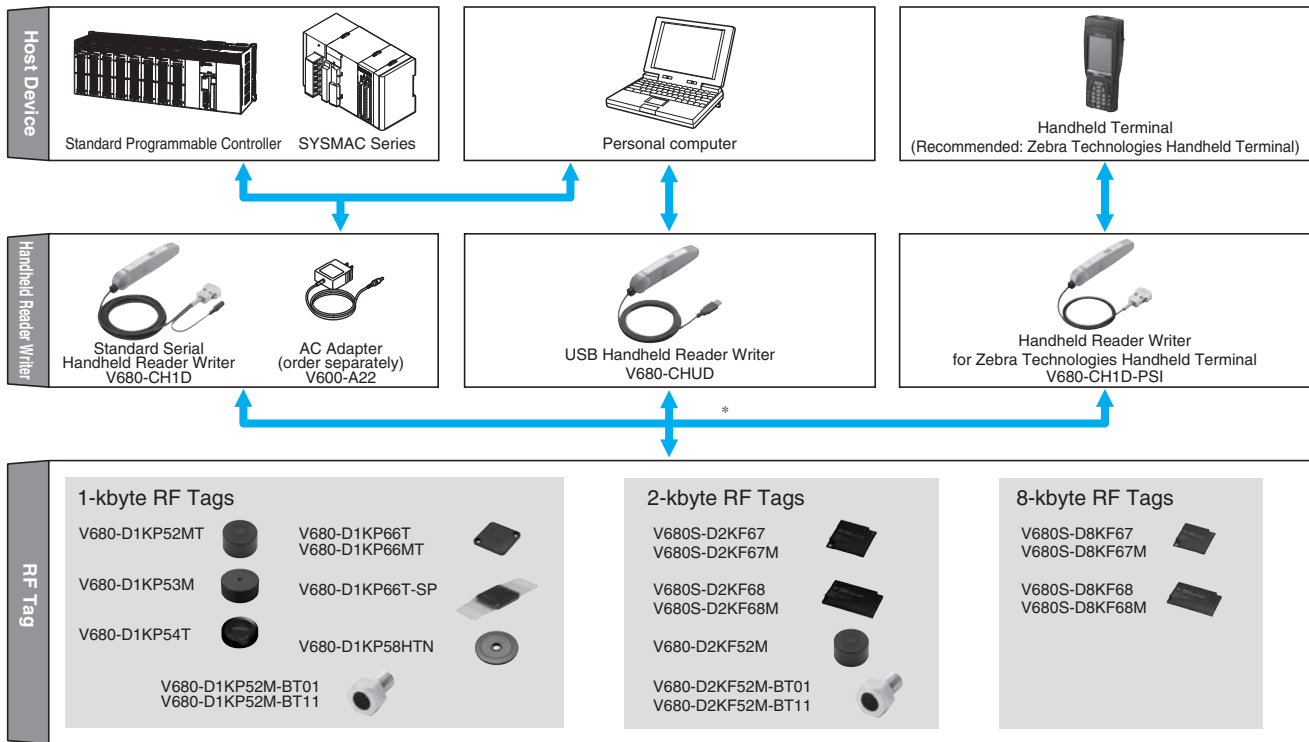 Host Device
Standard Programmable Controller
SYSMAC Series
Personal computer
Handheld Terminal
(Recommended: Zebra Technologies Handheld Terminal)
Handheld Reader Writer
Standard Serial
Handheld Reader Writer
V680-CH1D
AC Adapter
(order separately)
V600-A22
USB Handheld Reader Writer
V680-CHUD
Handheld Reader Writer
for Zebra Technologies Handheld Terminal
V680-CH1D-PSI
*
RF Tag
1-kbyte RF Tags
V680-D1KP52MT
V680-D1KP53M
V680-D1KP54T
V680-D1KP66T
V680-D1KP66MT
V680-D1KP66T-SP
V680-D1KP58HTN
V680-D1KP52M-BT01
V680-D1KP52M-BT11
2-kbyte RF Tags
V680S-D2KF67
V680S-D2KF67M
V680S-D2KF68
V680S-D2KF68M
V680-D2KF52M
V680-D2KF52M-BT01
V680-D2KF52M-BT11
8-kbyte RF Tags
V680S-D8KF67
V680S-D8KF67M
V680S-D8KF68
V680S-D8KF68M